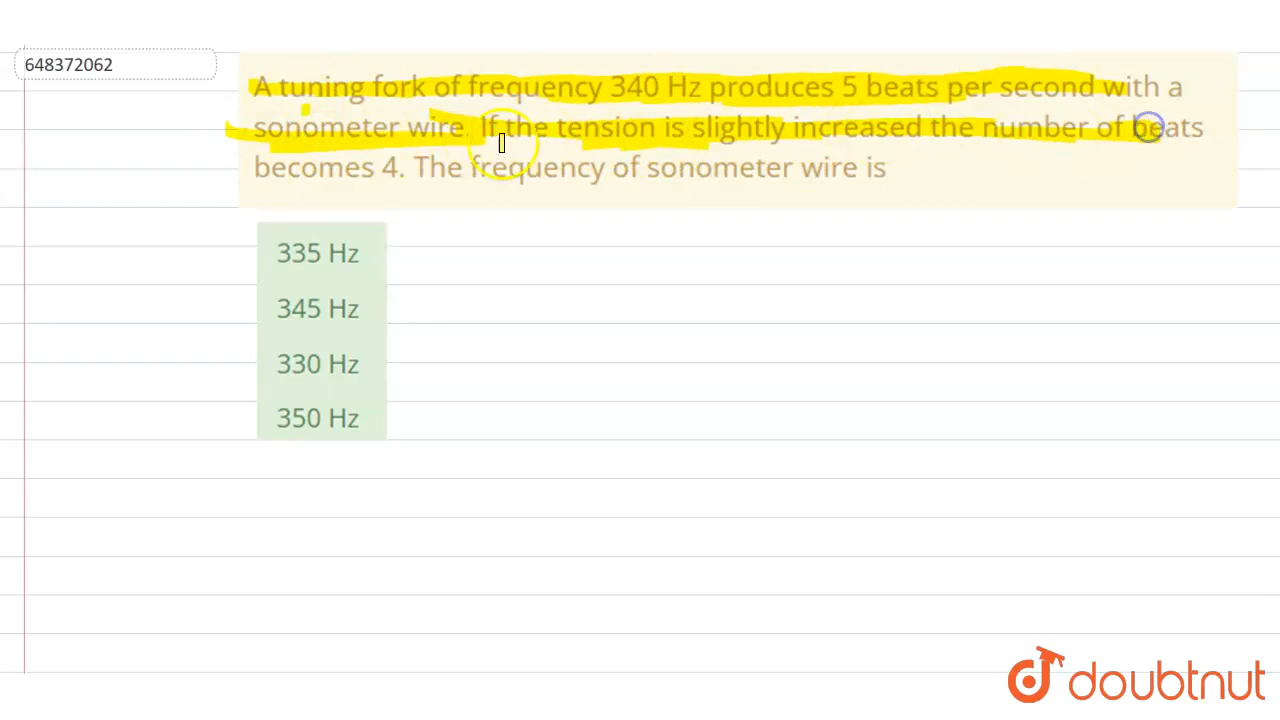 648372062
A tuning fork of frequency 340 Hz produces 5 beats per second with a
sonometer wire. If the tension is slightly increased the number of beats
becomes 4. The frequency of sonometer wire is
335 Hz
345 Hz
330 Hz
350 Hz
doubtnut